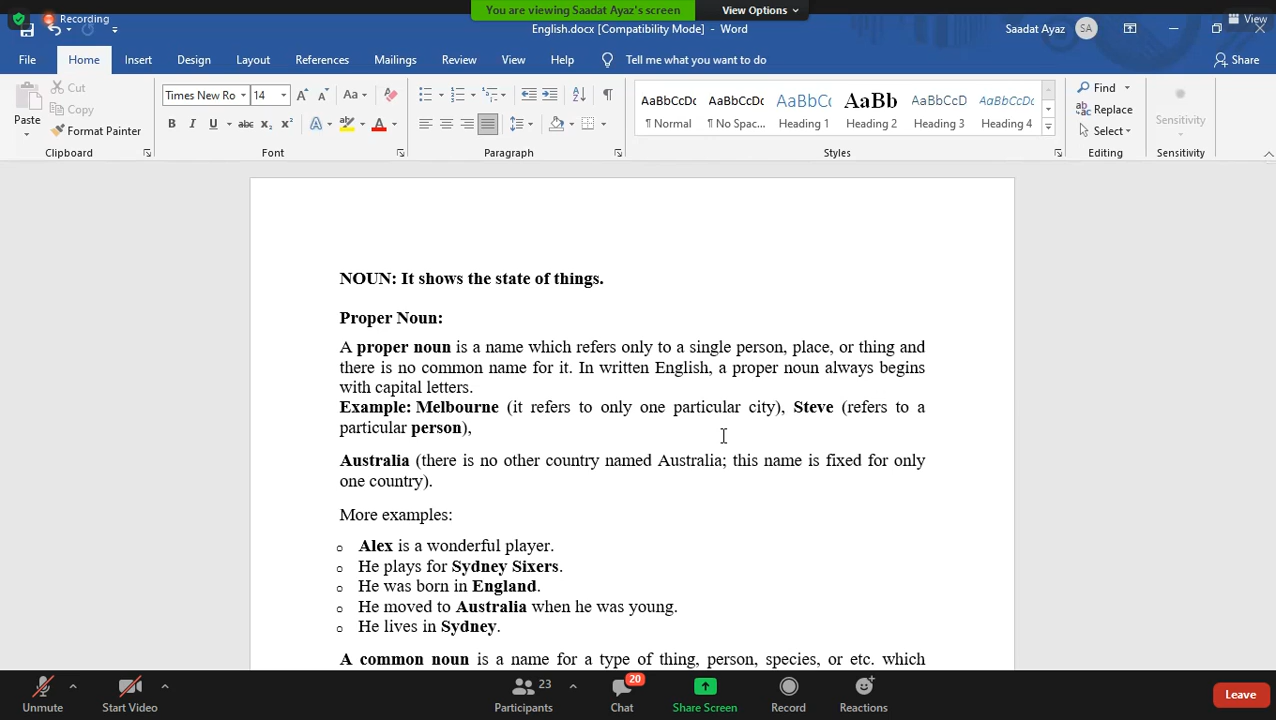 Recording
You are viewing Saadat Ayaz's screen
View Options
View
English.docx [Compatibility Mode] - Word
Saadat Ayaz
SA
File Home Insert Design Layout References Mailings Review View Help Tell me what you want to do Share
Paste
Cut
Copy
Format Painter
Clipboard
Times New Ro 14
Font
Paragraph
AaBbCcDc AaBbCcDc AaBbCc AaBb AaBbCcD AaBbCcD
¶ Normal ¶ No Spac... Heading 1 Heading 2 Heading 3 Heading 4
Styles
Find
Replace
Select
Editing
Sensitivity
Sensitivity
NOUN: It shows the state of things.
Proper Noun:
A proper noun is a name which refers only to a single person, place, or thing and
there is no common name for it. In written English, a proper noun always begins
with capital letters.
Example: Melbourne (it refers to only one particular city), Steve (refers to a
particular person),
Australia (there is no other country named Australia; this name is fixed for only
one country).
More examples:
o Alex is a wonderful player.
o He plays for Sydney Sixers.
o He was born in England.
o He moved to Australia when he was young.
o He lives in Sydney.
A common noun is a name for a type of thing, person, species, or etc. which
Unmute
Start Video
23
Participants
20
Chat
Share Screen
Record
Reactions
Leave